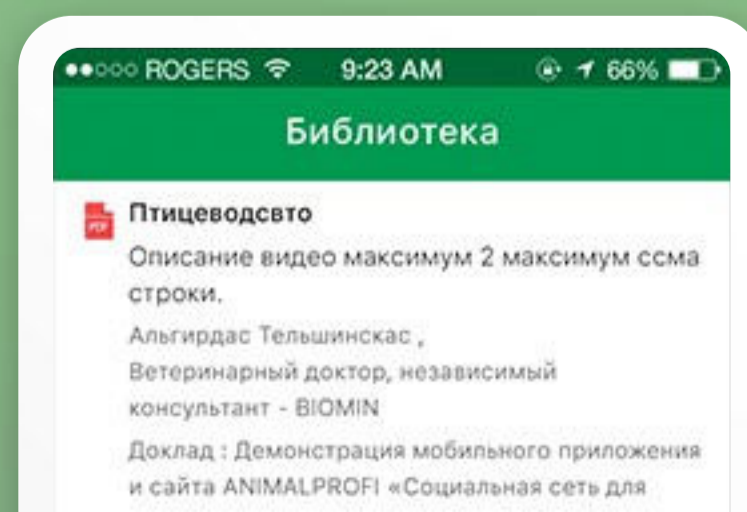 ROGERS 9:23 AM 66%
Библиотека
PDF
Птицеводсвто
Описание видео максимум 2 максимум ссма
строки.
Альгирдас Тельшинскас ,
Ветеринарный доктор, независимый
консультант - BIOMIN
Доклад : Демонстрация мобильного приложения
и сайта ANIMALPROFI «Социальная сеть для